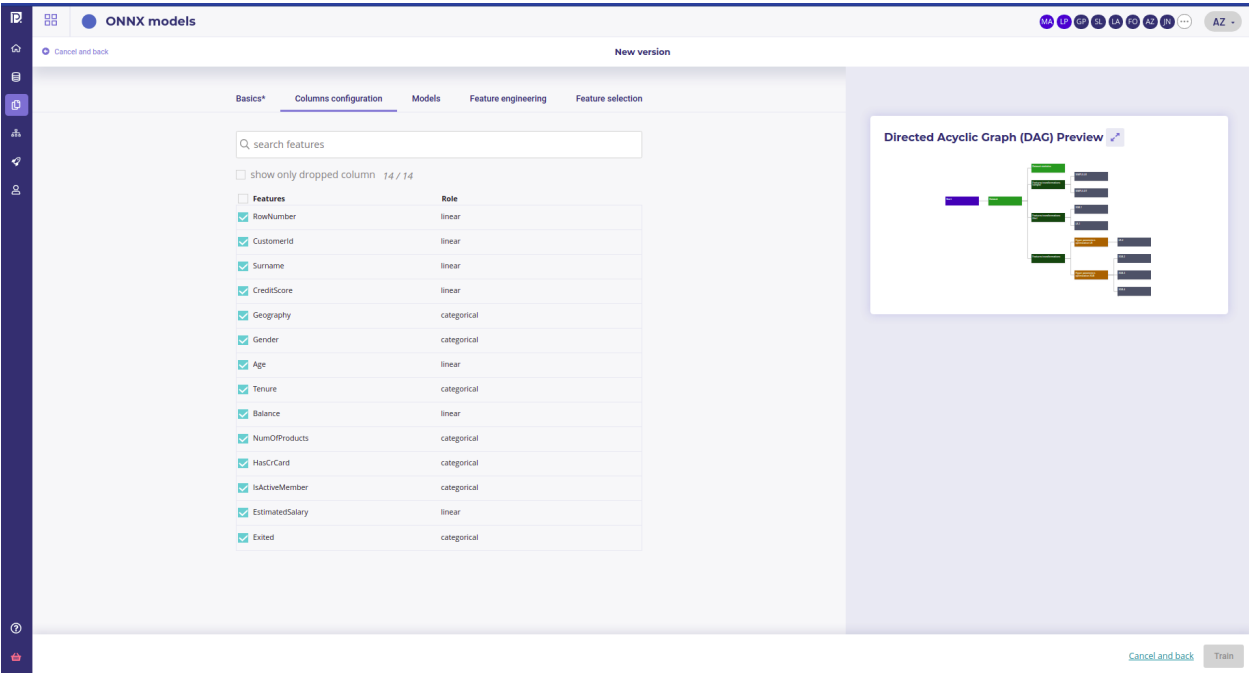 ONNX models
MA LP GP SL LA FO AZ JN
AZ
Cancel and back
New version
Basics* Columns configuration Models Feature engineering Feature selection
search features
show only dropped column 14 / 14
Features Role
RowNumber linear
CustomerId linear
Surname linear
CreditScore linear
Geography categorical
Gender categorical
Age linear
Tenure categorical
Balance linear
NumOfProducts categorical
HasCrCard categorical
IsActiveMember categorical
EstimatedSalary linear
Exited categorical
Directed Acyclic Graph (DAG) Preview
Cancel and back
Train